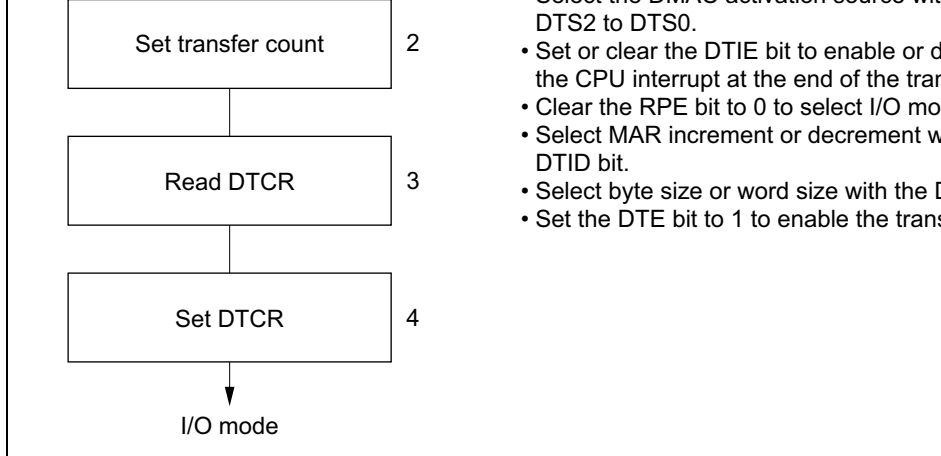 Set transfer count 2
Read DTCR 3
Set DTCR 4
I/O mode
DTS2 to DTS0.
• Set or clear the DTIE bit to enable or
the CPU interrupt at the end of the
• Clear the RPE bit to 0 to select I/O
• Select MAR increment or decrement
DTID bit.
• Select byte size or word size with the
• Set the DTE bit to 1 to enable the